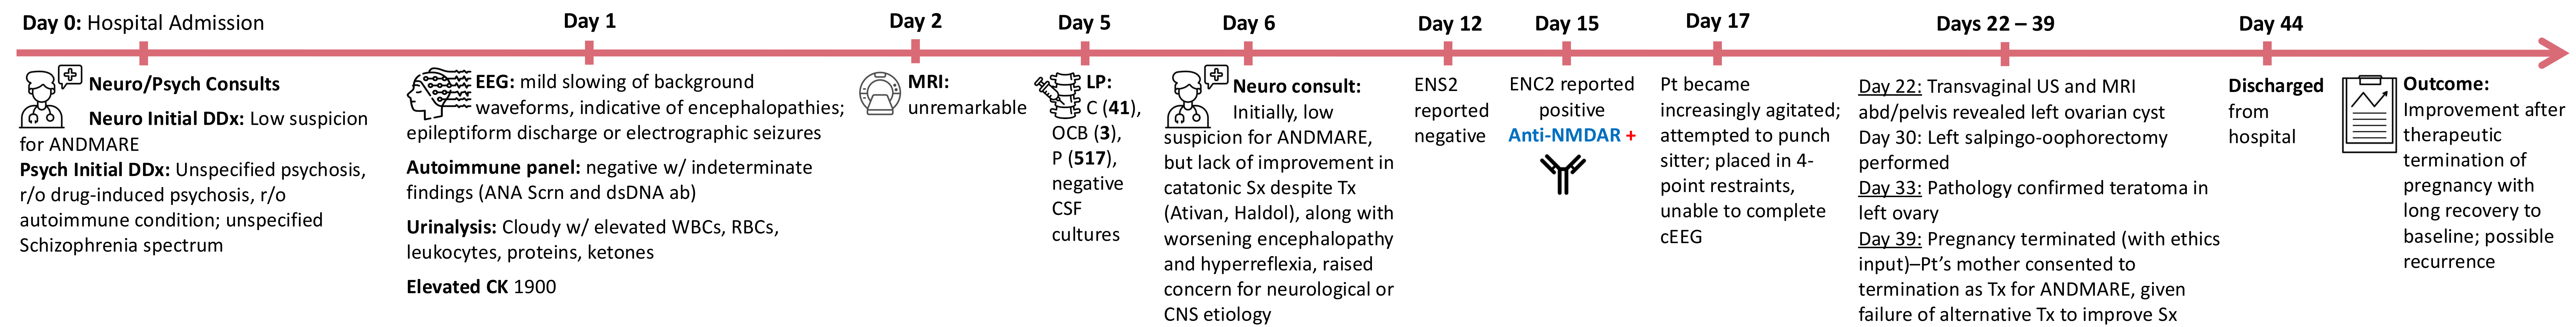 Day 0: Hospital Admission
Neuro/Psych Consults
Neuro Initial DDx: Low suspicion
for ANDMARE
Psych Initial DDx: Unspecified psychosis,
r/o drug-induced psychosis, r/o
autoimmune condition; unspecified
Schizophrenia spectrum
Day 1
EEG: mild slowing of background
waveforms, indicative of encephalopathies;
epileptiform discharge or electrographic seizures
Autoimmune panel: negative w/ indeterminate
findings (ANA Scrn and dsDNA ab)
Urinalysis: Cloudy w/ elevated WBCs, RBCs,
leukocytes, proteins, ketones
Elevated CK 1900
Day 2
MRI:
unremarkable
Day 5
LP:
C (41),
OCB (3),
P (517),
negative
CSF
cultures
Day 6
Neuro consult:
Initially, low
suspicion for ANDMARE,
but lack of improvement in
catatonic Sx despite Tx
(Ativan, Haldol), along with
worsening encephalopathy
and hyperreflexia, raised
concern for neurological or
CNS etiology
Day 12
ENS2
reported
negative
Day 15
ENC2 reported
positive
Anti-NMDAR +
Day 17
Pt became
increasingly agitated;
attempted to punch
sitter; placed in 4-
point restraints,
unable to complete
cEEG
Days 22 – 39
Day 22: Transvaginal US and MRI
abd/pelvis revealed left ovarian cyst
Day 30: Left salpingo-oophorectomy
performed
Day 33: Pathology confirmed teratoma in
left ovary
Day 39: Pregnancy terminated (with ethics
input)–Pt's mother consented to
termination as Tx for ANDMARE, given
failure of alternative Tx to improve Sx
Day 44
Discharged
from
hospital
Outcome:
Improvement after
therapeutic
termination of
pregnancy with
long recovery to
baseline; possible
recurrence